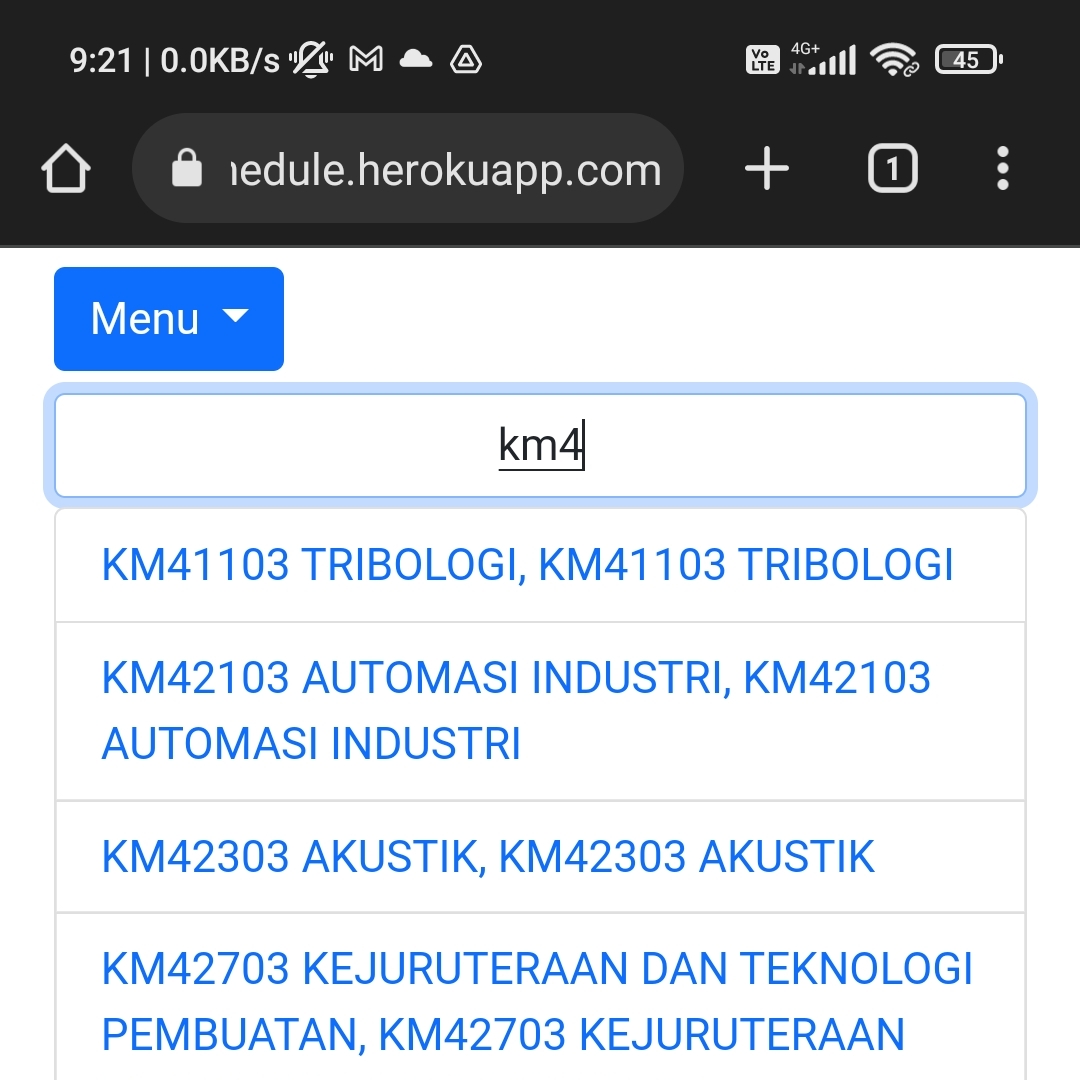 9:21 | 0.0KB/s Vo LTE 4G+ 45
nedule.herokuapp.com 1
Menu
km4
KM41103 TRIBOLOGI, KM41103 TRIBOLOGI
KM42103 AUTOMASI INDUSTRI, KM42103
AUTOMASI INDUSTRI
KM42303 AKUSTIK, KM42303 AKUSTIK
KM42703 KEJURUTERAAN DAN TEKNOLOGI
PEMBUATAN, KM42703 KEJURUTERAAN